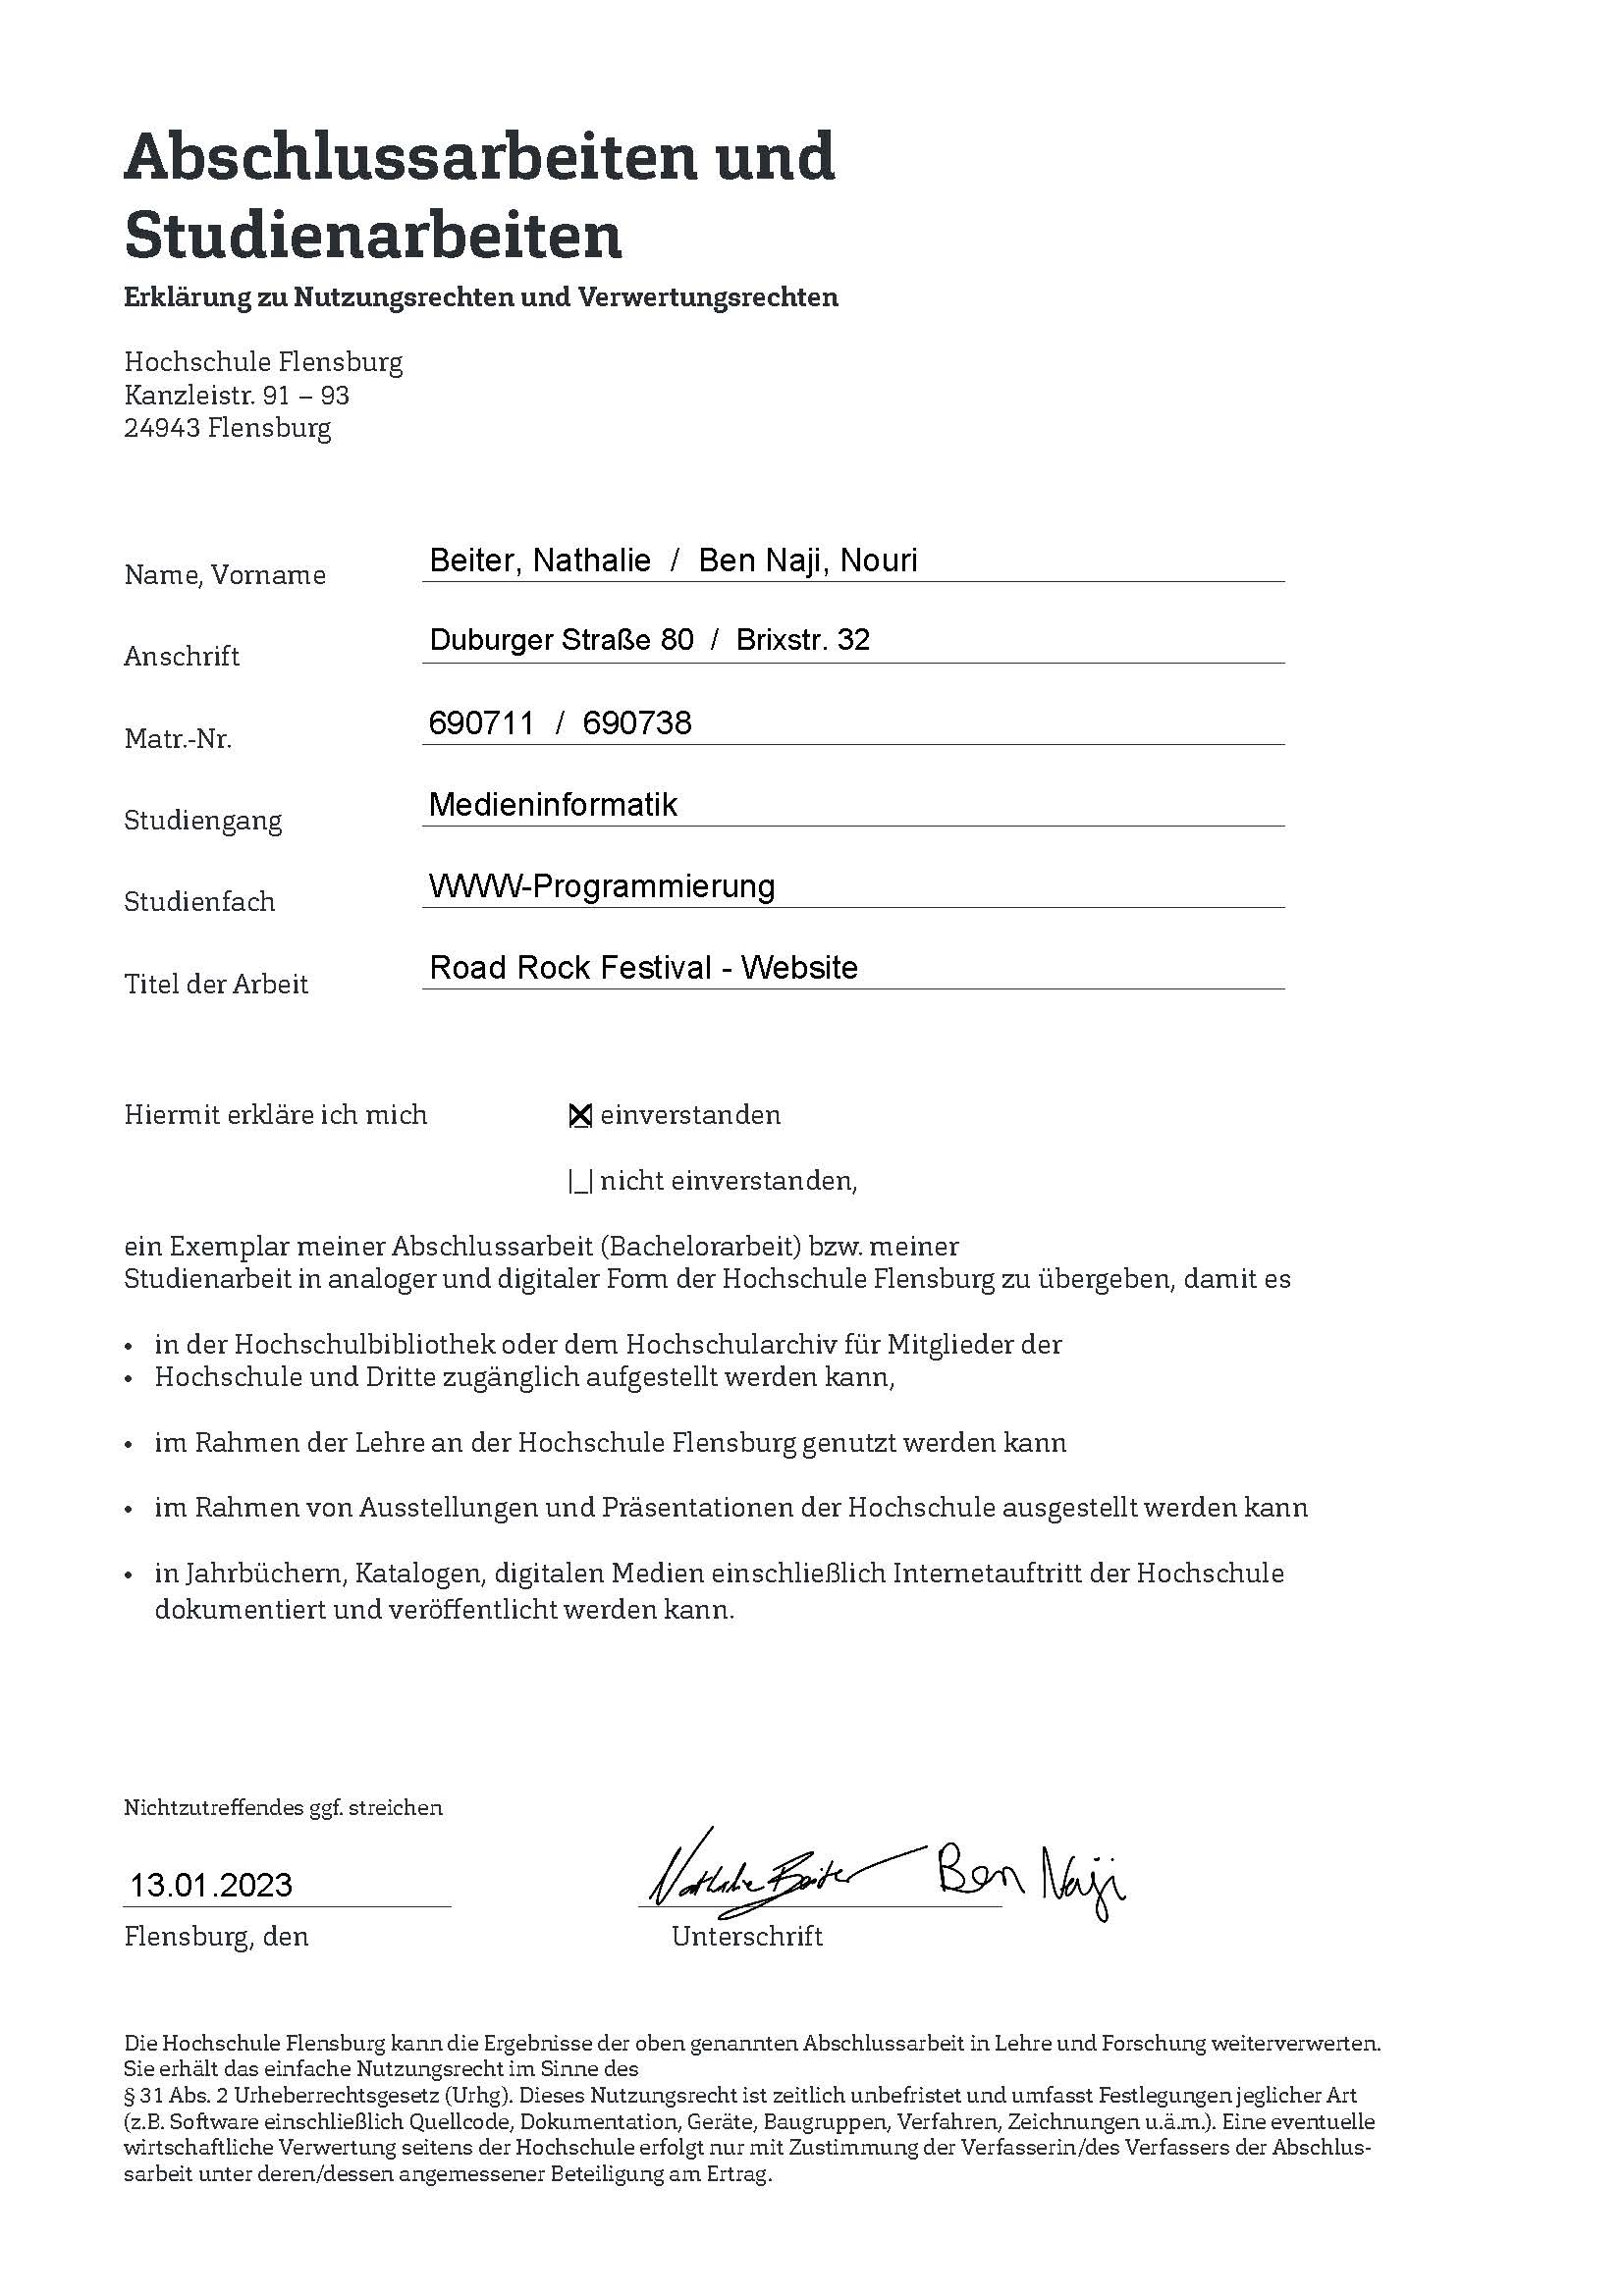 Abschlussarbeiten und
Studienarbeiten
Erklärung zu Nutzungsrechten und Verwertungsrechten
Hochschule Flensburg
Kanzleistr. 91 – 93
24943 Flensburg
Name, Vorname Beiter, Nathalie / Ben Naji, Nouri
Anschrift Duburger Straße 80 / Brixstr. 32
Matr.-Nr. 690711 / 690738
Studiengang Medieninformatik
Studienfach WWW-Programmierung
Titel der Arbeit Road Rock Festival - Website
Hiermit erkläre ich mich |X| einverstanden
|_| nicht einverstanden,
ein Exemplar meiner Abschlussarbeit (Bachelorarbeit) bzw. meiner
Studienarbeit in analoger und digitaler Form der Hochschule Flensburg zu übergeben, damit es
• in der Hochschulbibliothek oder dem Hochschularchiv für Mitglieder der
• Hochschule und Dritte zugänglich aufgestellt werden kann,
• im Rahmen der Lehre an der Hochschule Flensburg genutzt werden kann
• im Rahmen von Ausstellungen und Präsentationen der Hochschule ausgestellt werden kann
• in Jahrbüchern, Katalogen, digitalen Medien einschließlich Internetauftritt der Hochschule
dokumentiert und veröffentlicht werden kann.
Nichtzutreffendes ggf. streichen
13.01.2023 Nathalie Beiter Ben Naji
Flensburg, den Unterschrift
Die Hochschule Flensburg kann die Ergebnisse der oben genannten Abschlussarbeit in Lehre und Forschung weiterverwerten.
Sie erhält das einfache Nutzungsrecht im Sinne des
§ 31 Abs. 2 Urheberrechtsgesetz (Urhg). Dieses Nutzungsrecht ist zeitlich unbefristet und umfasst Festlegungen jeglicher Art
(z.B. Software einschließlich Quellcode, Dokumentation, Geräte, Baugruppen, Verfahren, Zeichnungen u.ä.m.). Eine eventuelle
wirtschaftliche Verwertung seitens der Hochschule erfolgt nur mit Zustimmung der Verfasserin/des Verfassers der Abschlus-
sarbeit unter deren/dessen angemessener Beteiligung am Ertrag.